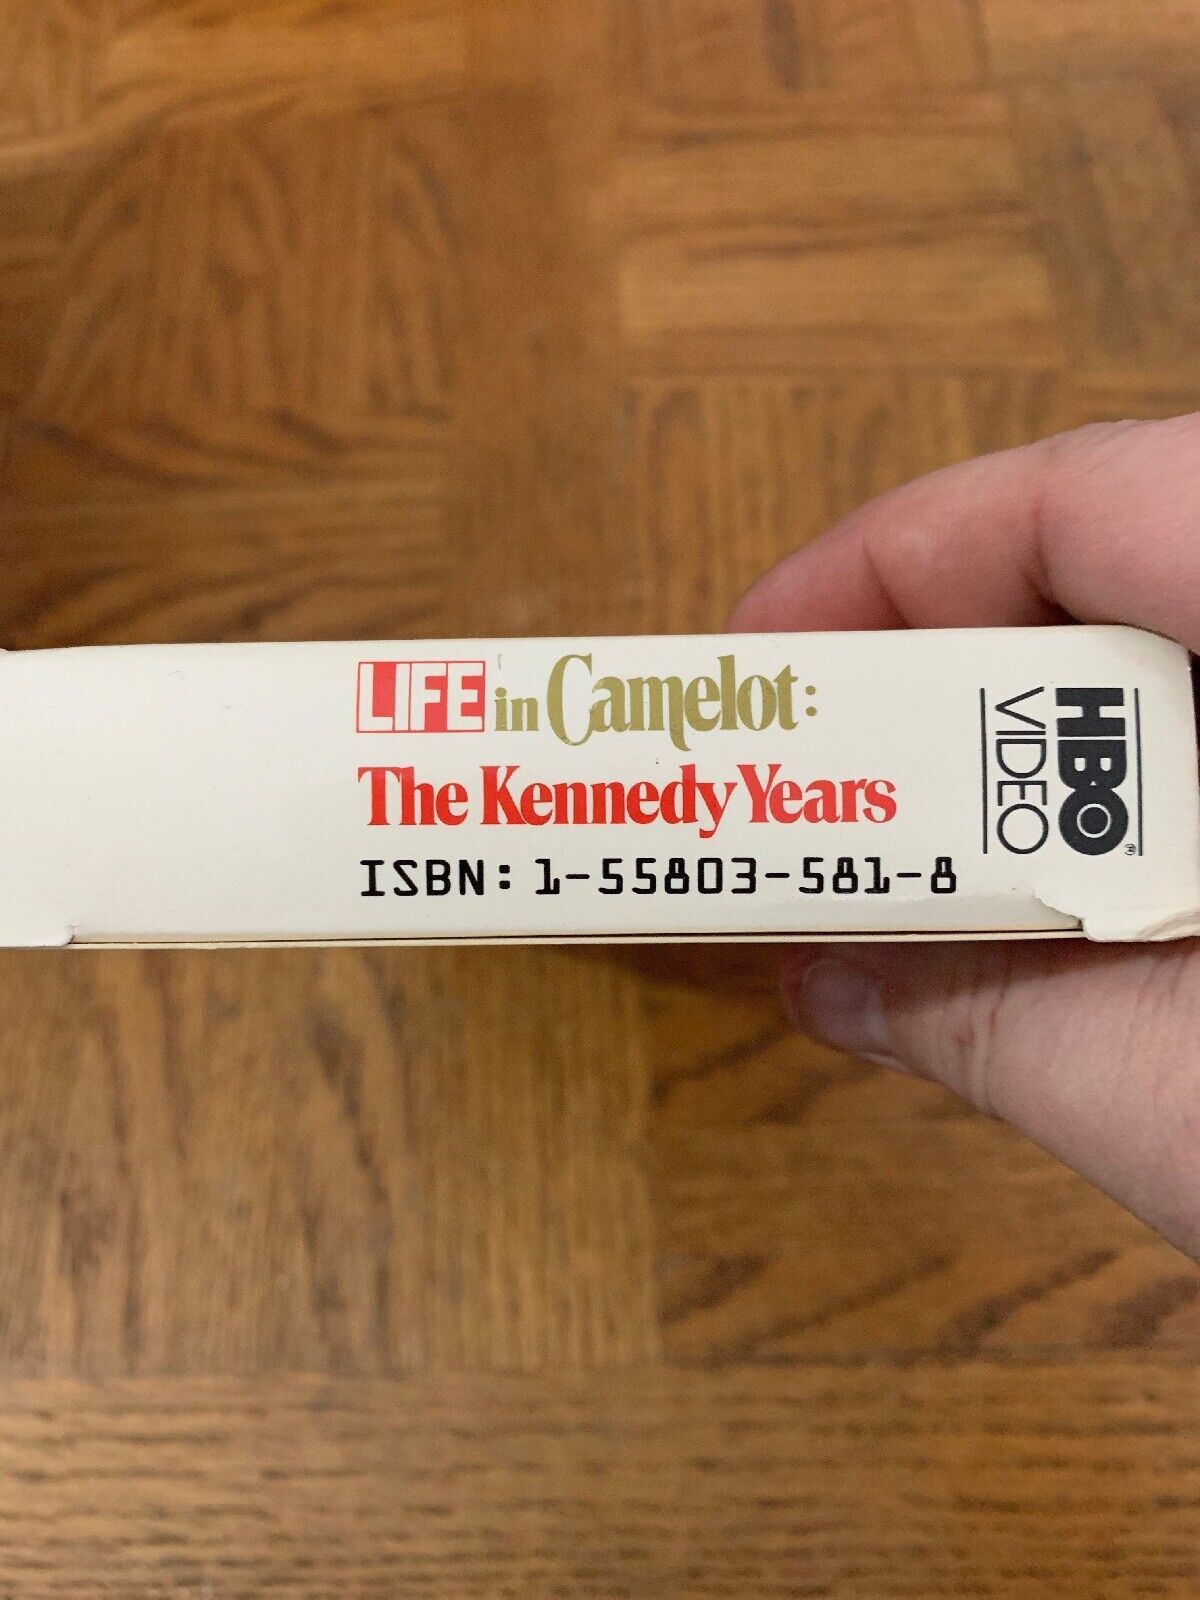 LIFE in Camelot:
The Kennedy Years
ISBN: 1-55803-581-8
HBO®
VIDEO